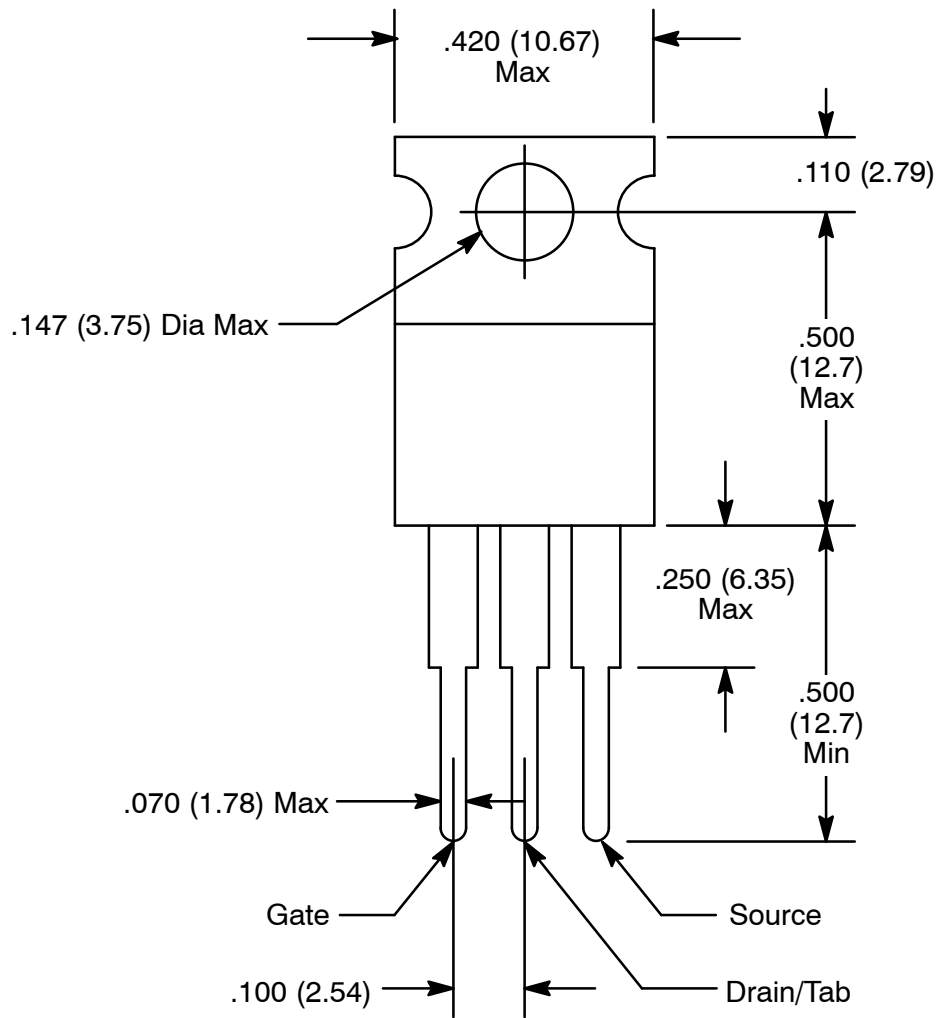 .420 (10.67)
Max
.110 (2.79)
.147 (3.75) Dia Max
.500
(12.7)
Max
.250 (6.35)
Max
.500
(12.7)
Min
.070 (1.78) Max
Gate
Source
.100 (2.54)
Drain/Tab